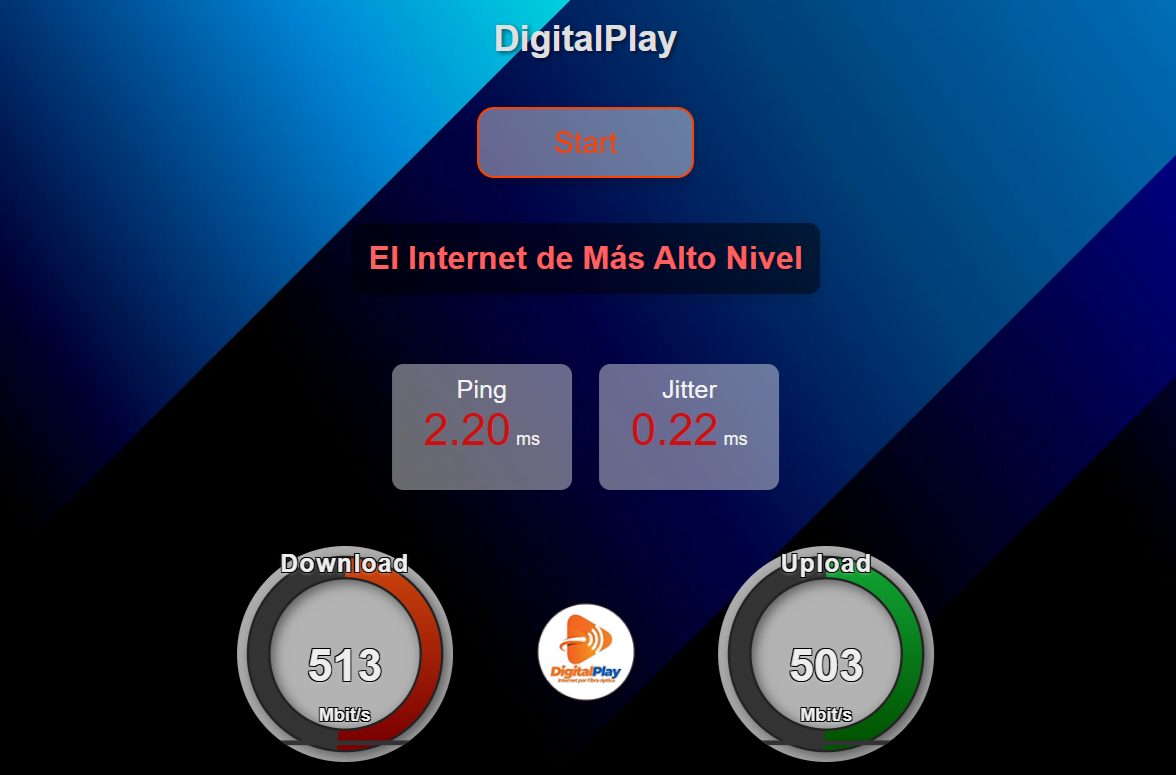 DigitalPlay
Start
El Internet de Más Alto Nivel
Ping
2.20 ms
Jitter
0.22 ms
Download
513
Mbit/s
DigitalPlay
Internet por fibra óptica
Upload
503
Mbit/s